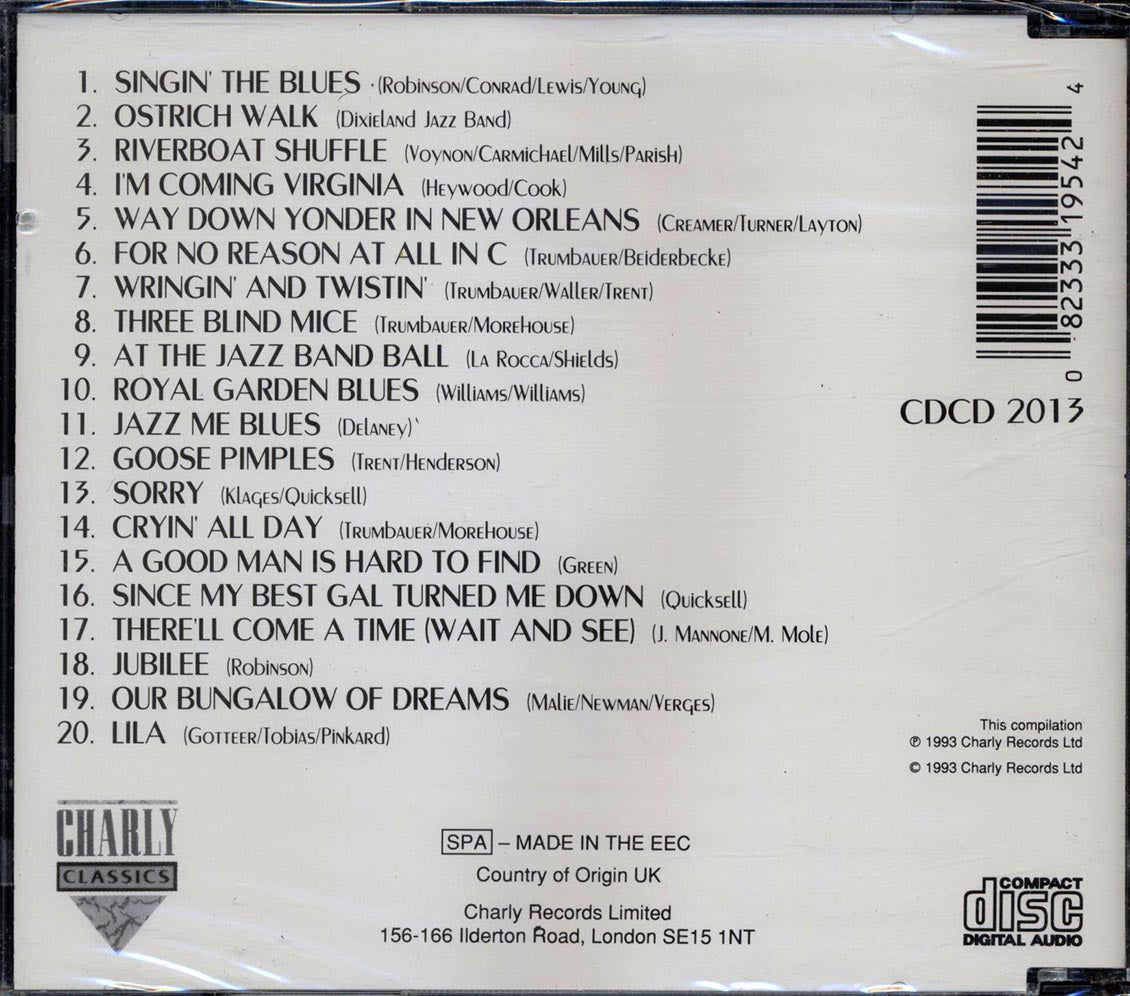 1. SINGIN' THE BLUES (Robinson/Conrad/Lewis/Young)
2. OSTRICH WALK (Dixieland Jazz Band)
3. RIVERBOAT SHUFFLE (Voynon/Carmichael/Mills/Parish)
4. I'M COMING VIRGINIA (Heywood/Cook)
5. WAY DOWN YONDER IN NEW ORLEANS (Creamer/Turner/Layton)
6. FOR NO REASON AT ALL IN C (Trumbauer/Beiderbecke)
7. WRINGIN' AND TWISTIN' (Trumbauer/Waller/Trent)
8. THREE BLIND MICE (Trumbauer/Morehouse)
9. AT THE JAZZ BAND BALL (La Rocca/Shields)
10. ROYAL GARDEN BLUES (Williams/Williams)
11. JAZZ ME BLUES (Delaney)
12. GOOSE PIMPLES (Trent/Henderson)
13. SORRY (Klages/Quicksell)
14. CRYIN' ALL DAY (Trumbauer/Morehouse)
15. A GOOD MAN IS HARD TO FIND (Green)
16. SINCE MY BEST GAL TURNED ME DOWN (Quicksell)
17. THERE'LL COME A TIME (WAIT AND SEE) (J. Mannone/M. Mole)
18. JUBILEE (Robinson)
19. OUR BUNGALOW OF DREAMS (Malie/Newman/Verges)
20. LILA (Gotteer/Tobias/Pinkard)
0 82333 19542 4
CDCD 2013
This compilation
℗ 1993 Charly Records Ltd
© 1993 Charly Records Ltd
CHARLY
CLASSICS
SPA – MADE IN THE EEC
Country of Origin UK
Charly Records Limited
156-166 Ilderton Road, London SE15 1NT
COMPACT
disc
DIGITAL AUDIO